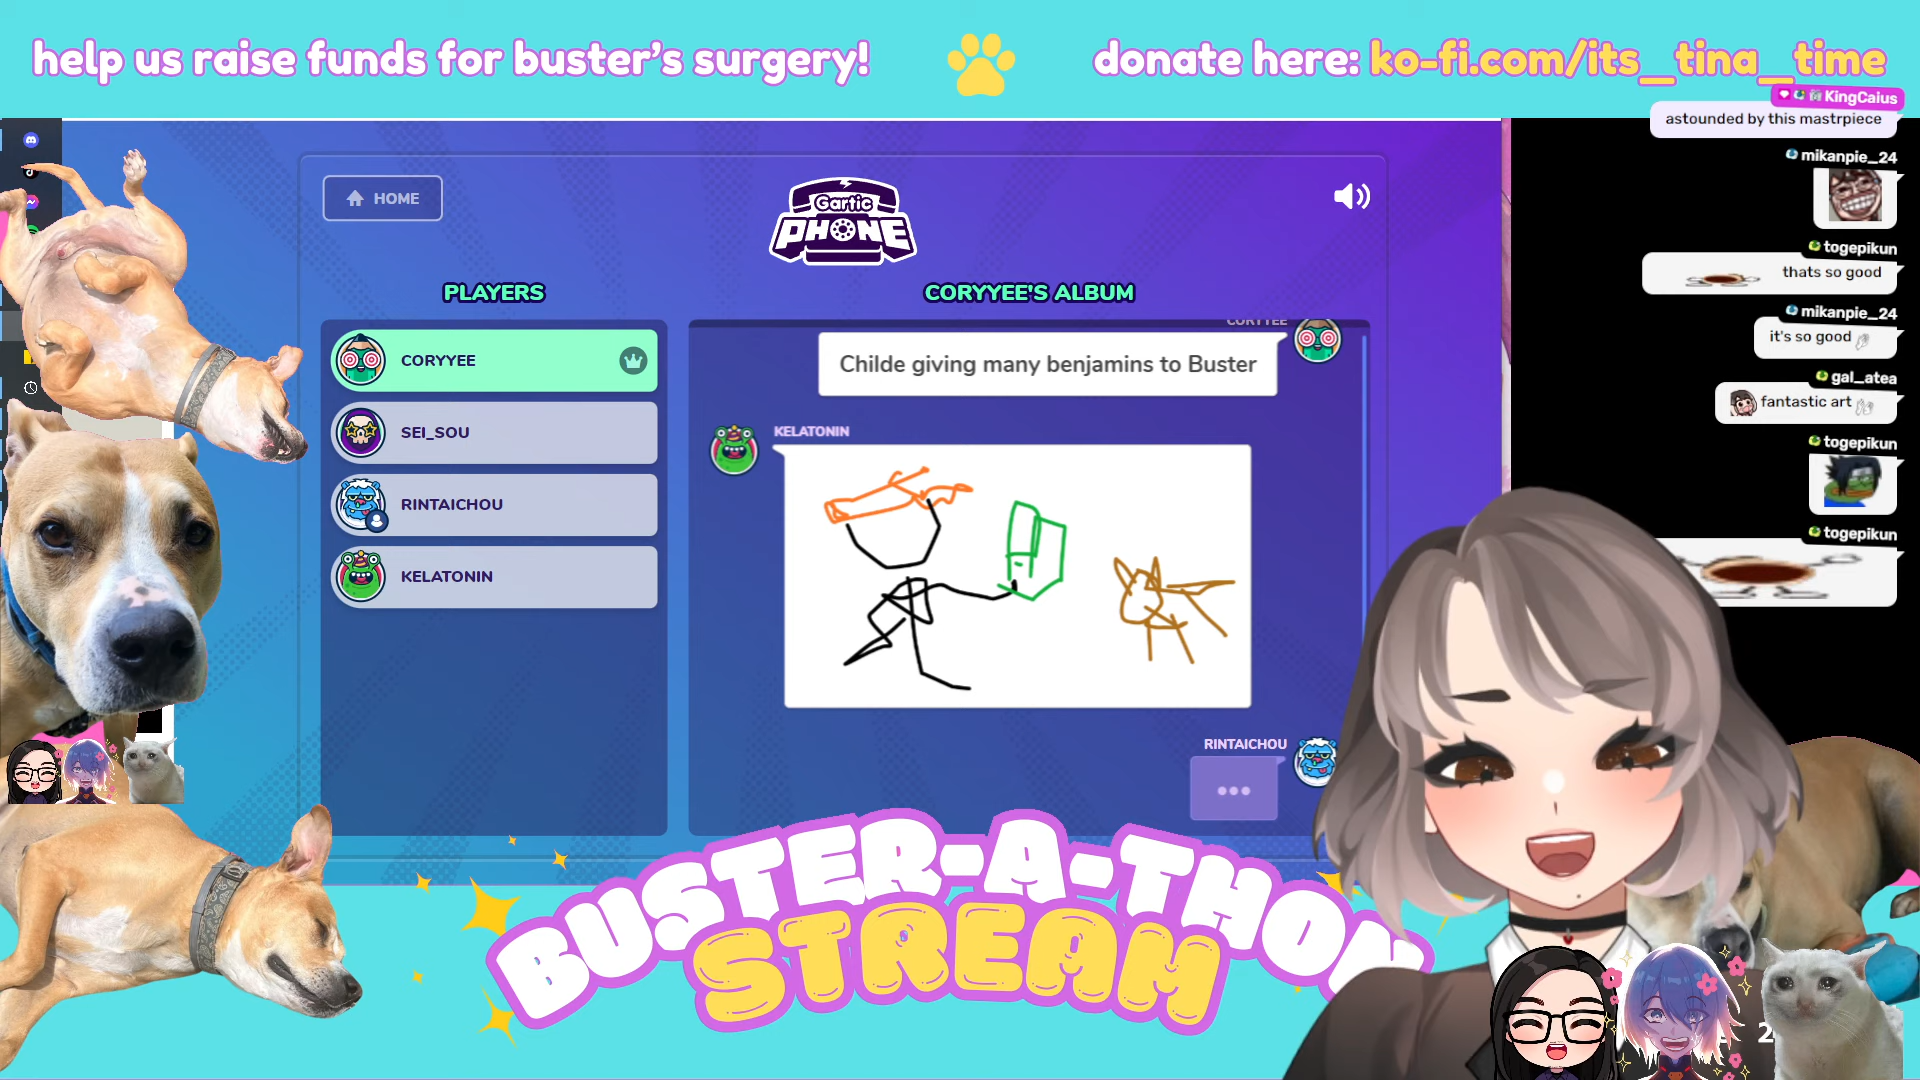 help us raise funds for buster's surgery!
donate here: ko-fi.com/its_tina_time
KingCaius
astounded by this mastrpiece
mikanpie_24
togepikun
thats so good
mikanpie_24
it's so good
gal_atea
fantastic art
togepikun
togepikun
HOME
Gartic
PHONE
PLAYERS
CORYYEE'S ALBUM
CORYYEE
SEI_SOU
RINTAICHOU
KELATONIN
CORYYEE
Childe giving many benjamins to Buster
KELATONIN
RINTAICHOU
BUSTER-A-THON
STREAM